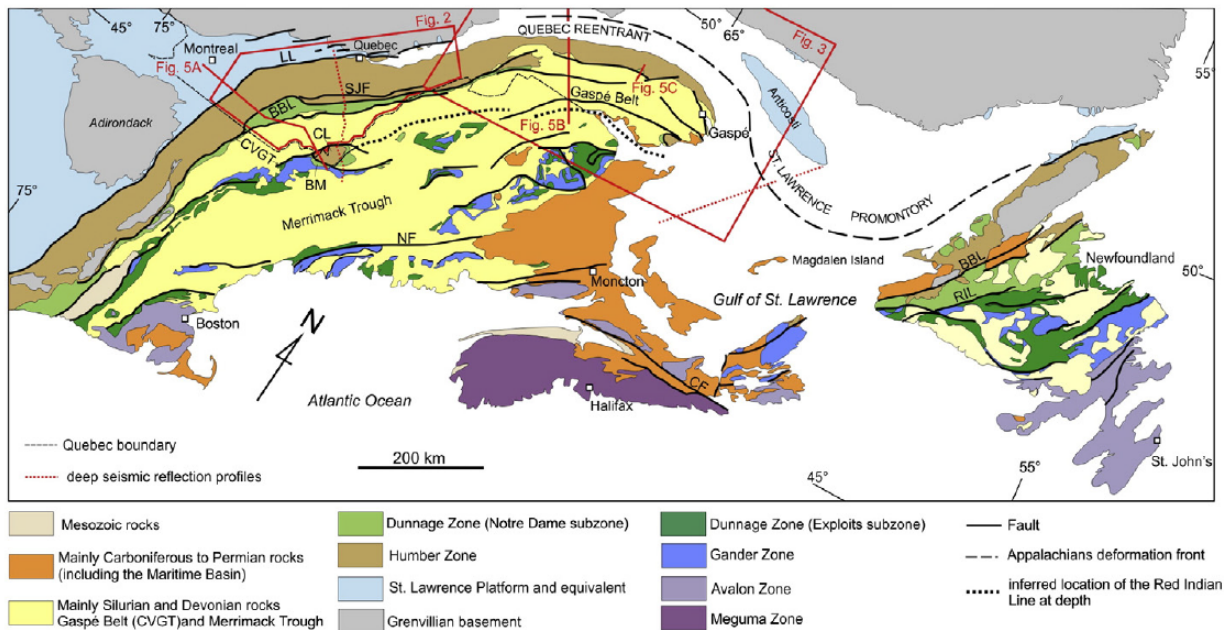 45°
75°
Fig. 2
50°
65°
Montreal
Quebec
QUEBEC REENTRANT
Fig. 3
55°
LL
Fig. 5A
SJF
Fig. 5C
BBL
Gaspé Belt
Anticosti
Adirondack
CL
Fig. 5B
Gaspé
CVGT
BM
ST. LAWRENCE PROMONTORY
75°
Merrimack Trough
NF
Magdalen Island
BBL
Newfoundland
Moncton
Gulf of St. Lawrence
RIL
50°
Boston
N
CF
Atlantic Ocean
Halifax
Quebec boundary
200 km
St. John's
deep seismic reflection profiles
45°
55°
Mesozoic rocks
Mainly Carboniferous to Permian rocks
(including the Maritime Basin)
Mainly Silurian and Devonian rocks
Gaspé Belt (CVGT)and Merrimack Trough
Dunnage Zone (Notre Dame subzone)
Humber Zone
St. Lawrence Platform and equivalent
Grenvillian basement
Dunnage Zone (Exploits subzone)
Gander Zone
Avalon Zone
Meguma Zone
Fault
Appalachians deformation front
inferred location of the Red Indian
Line at depth